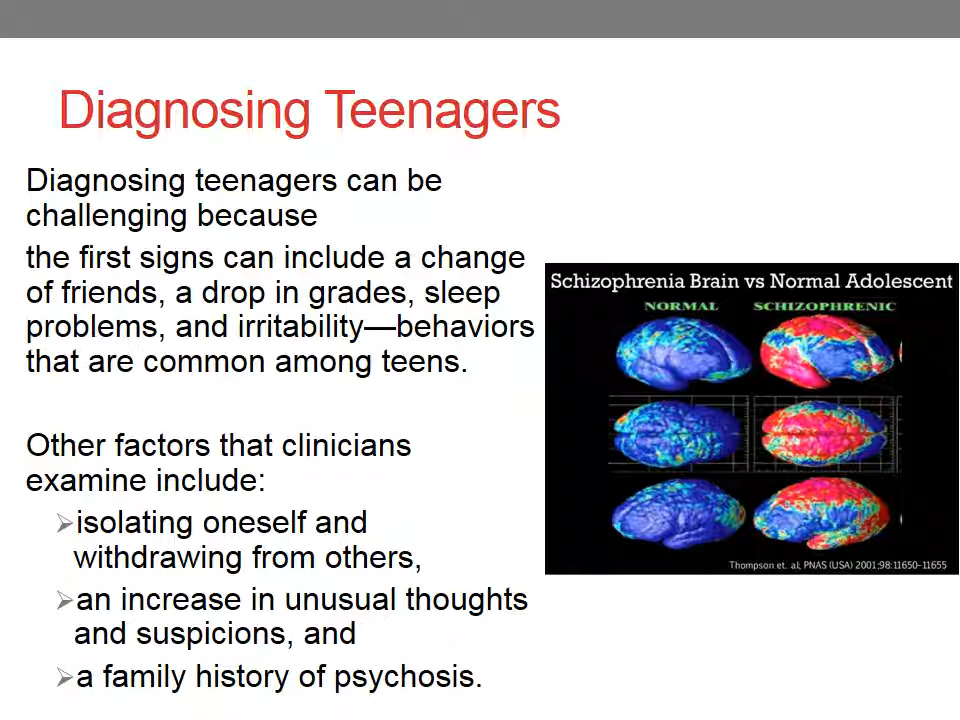 Diagnosing Teenagers
Diagnosing teenagers can be
challenging because
the first signs can include a change
of friends, a drop in grades, sleep
problems, and irritability—behaviors
that are common among teens.
Other factors that clinicians
examine include:
➢isolating oneself and
withdrawing from others,
➢an increase in unusual thoughts
and suspicions, and
➢a family history of psychosis.
Schizophrenia Brain vs Normal Adolescent
NORMAL SCHIZOPHRENIC
Thompson et. al; PNAS (USA) 2001;98:11650-11655